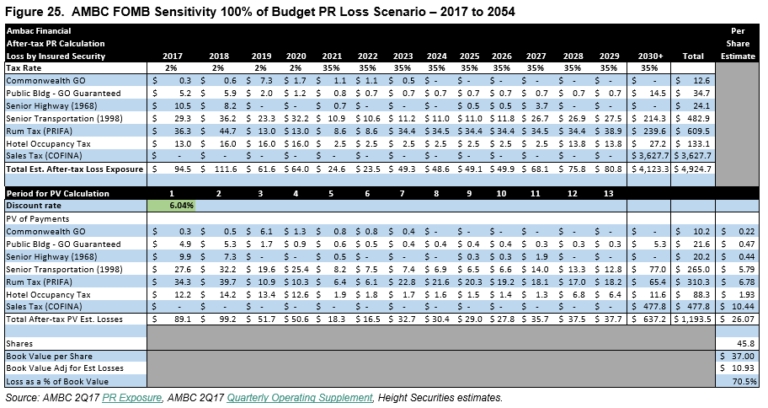 Figure 25. AMBC FOMB Sensitivity 100% of Budget PR Loss Scenario – 2017 to 2054
Ambac Financial Per
After-tax PR Calculation Share
Loss by Insured Security 2017 2018 2019 2020 2021 2022 2023 2024 2025 2026 2027 2028 2029 2030+ Total Estimate
Tax Rate 2% 2% 2% 2% 35% 35% 35% 35% 35% 35% 35% 35% 35% 35%
Commonwealth GO $ 0.3 $ 0.6 $ 7.3 $ 1.7 $ 1.1 $ 1.1 $ 0.5 $ - $ - $ - $ - $ - $ - $ - $ 12.6
Public Bldg - GO Guaranteed $ 5.2 $ 5.9 $ 2.0 $ 1.2 $ 0.8 $ 0.7 $ 0.7 $ 0.7 $ 0.7 $ 0.7 $ 0.7 $ 0.7 $ 0.7 $ 14.5 $ 34.7
Senior Highway (1968) $ 10.5 $ 8.2 $ - $ - $ 0.7 $ - $ - $ - $ 0.5 $ 0.5 $ 3.7 $ - $ - $ - $ 24.1
Senior Transportation (1998) $ 29.3 $ 36.2 $ 23.3 $ 32.2 $ 10.9 $ 10.6 $ 11.2 $ 11.0 $ 11.0 $ 11.8 $ 26.7 $ 26.9 $ 27.5 $ 214.3 $ 482.9
Rum Tax (PRIFA) $ 36.3 $ 44.7 $ 13.0 $ 13.0 $ 8.6 $ 8.6 $ 34.4 $ 34.5 $ 34.4 $ 34.4 $ 34.5 $ 34.4 $ 38.9 $ 239.6 $ 609.5
Hotel Occupancy Tax $ 13.0 $ 16.0 $ 16.0 $ 16.0 $ 2.5 $ 2.5 $ 2.5 $ 2.5 $ 2.5 $ 2.5 $ 2.5 $ 13.8 $ 13.8 $ 27.2 $ 133.1
Sales Tax (COFINA) $ - $ - $ - $ - $ - $ - $ - $ - $ - $ - $ - $ - $ - $ 3,627.7 $ 3,627.7
Total Est. After-tax Loss Exposure $ 94.5 $ 111.6 $ 61.6 $ 64.0 $ 24.6 $ 23.5 $ 49.3 $ 48.6 $ 49.1 $ 49.9 $ 68.1 $ 75.8 $ 80.8 $ 4,123.3 $ 4,924.7
Period for PV Calculation 1 2 3 4 5 6 7 8 9 10 11 12 13
Discount rate 6.04%
PV of Payments
Commonwealth GO $ 0.3 $ 0.5 $ 6.1 $ 1.3 $ 0.8 $ 0.8 $ 0.4 $ - $ - $ - $ - $ - $ - $ - $ 10.2 $ 0.22
Public Bldg - GO Guaranteed $ 4.9 $ 5.3 $ 1.7 $ 0.9 $ 0.6 $ 0.5 $ 0.4 $ 0.4 $ 0.4 $ 0.4 $ 0.3 $ 0.3 $ 0.3 $ 5.3 $ 21.6 $ 0.47
Senior Highway (1968) $ 9.9 $ 7.3 $ - $ - $ 0.5 $ - $ - $ - $ 0.3 $ 0.3 $ 1.9 $ - $ - $ - $ 20.2 $ 0.44
Senior Transportation (1998) $ 27.6 $ 32.2 $ 19.6 $ 25.4 $ 8.2 $ 7.5 $ 7.4 $ 6.9 $ 6.5 $ 6.6 $ 14.0 $ 13.3 $ 12.8 $ 77.0 $ 265.0 $ 5.79
Rum Tax (PRIFA) $ 34.3 $ 39.7 $ 10.9 $ 10.3 $ 6.4 $ 6.1 $ 22.8 $ 21.6 $ 20.3 $ 19.2 $ 18.1 $ 17.0 $ 18.2 $ 65.4 $ 310.3 $ 6.78
Hotel Occupancy Tax $ 12.2 $ 14.2 $ 13.4 $ 12.6 $ 1.9 $ 1.8 $ 1.7 $ 1.6 $ 1.5 $ 1.4 $ 1.3 $ 6.8 $ 6.4 $ 11.6 $ 88.3 $ 1.93
Sales Tax (COFINA) $ - $ - $ - $ - $ - $ - $ - $ - $ - $ - $ - $ - $ - $ 477.8 $ 477.8 $ 10.44
Total After-tax PV Est. Losses $ 89.1 $ 99.2 $ 51.7 $ 50.6 $ 18.3 $ 16.5 $ 32.7 $ 30.4 $ 29.0 $ 27.8 $ 35.7 $ 37.5 $ 37.7 $ 637.2 $ 1,193.5 $ 26.07
Shares 45.8
Book Value per Share $ 37.00
Book Value Adj for Est Losses $ 10.93
Loss as a % of Book Value 70.5%
Source: AMBC 2Q17 PR Exposure, AMBC 2Q17 Quarterly Operating Supplement, Height Securities estimates.